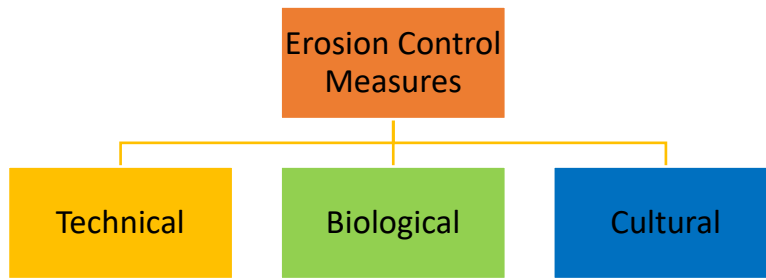 Erosion Control
Measures
Technical
Biological
Cultural